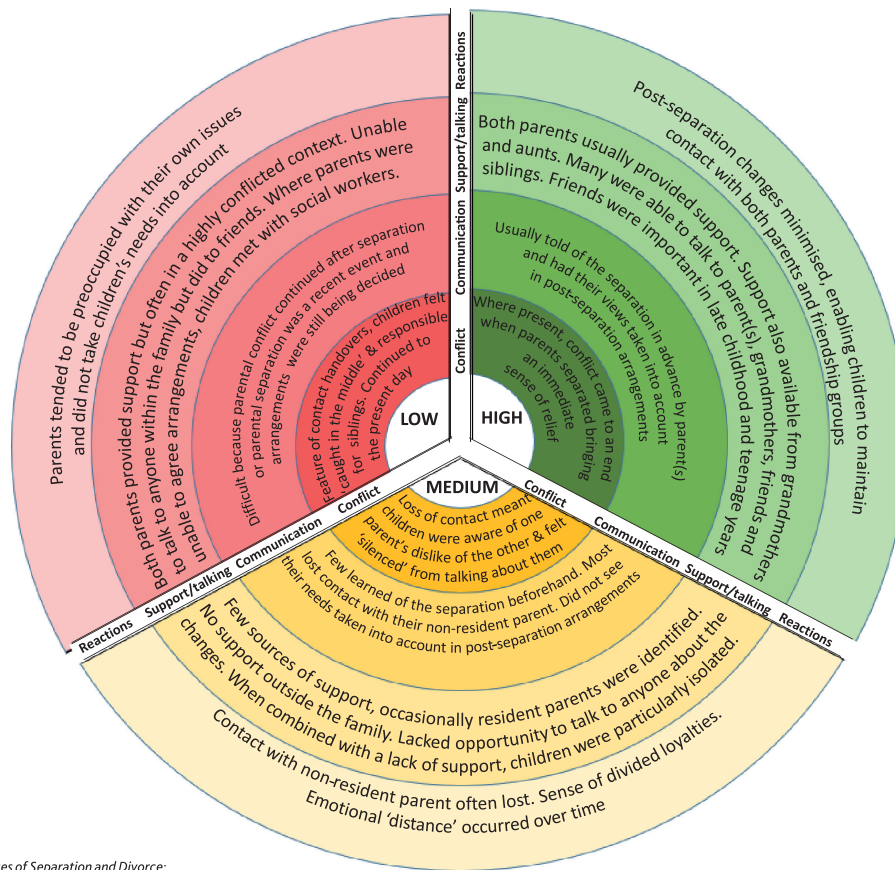 Reactions
Support/talking
Communication
Conflict
LOW
Parents tended to be preoccupied with their own issues
and did not take children's needs into account
Both parents provided support but often in a highly conflicted context. Unable
to talk to anyone within the family but did to friends. Where parents were
unable to agree arrangements, children met with social workers.
Difficult because parental conflict continued after separation
or parental separation was a recent event and
arrangements were still being decided
Feature of contact handovers, children felt
'caught in the middle' & responsible
for siblings. Continued to
the present day
HIGH
Post-separation changes minimised, enabling children to maintain
contact with both parents and friendship groups
Both parents usually provided support. Support also available from grandmothers
and aunts. Many were able to talk to parent(s), grandmothers, friends and
siblings. Friends were important in late childhood and teenage years
Usually told of the separation in advance by parent(s)
and had their views taken into account
in post-separation arrangements
Where present, conflict came to an end
when parents separated bringing
an immediate
sense of relief
Reactions
Support/talking
Communication
Conflict
Conflict
Communication
Support/talking
Reactions
MEDIUM
Loss of contact meant
children were aware of one
parent's dislike of the other & felt
'silenced' from talking about them
Few learned of the separation beforehand. Most
lost contact with their non-resident parent. Did not see
their needs taken into account in post-separation arrangements
Few sources of support, occasionally resident parents were identified.
No support outside the family. Lacked opportunity to talk to anyone about the
changes. When combined with a lack of support, children were particularly isolated.
Contact with non-resident parent often lost. Sense of divided loyalties.
Emotional 'distance' occurred over time
of Separation and Divorce: